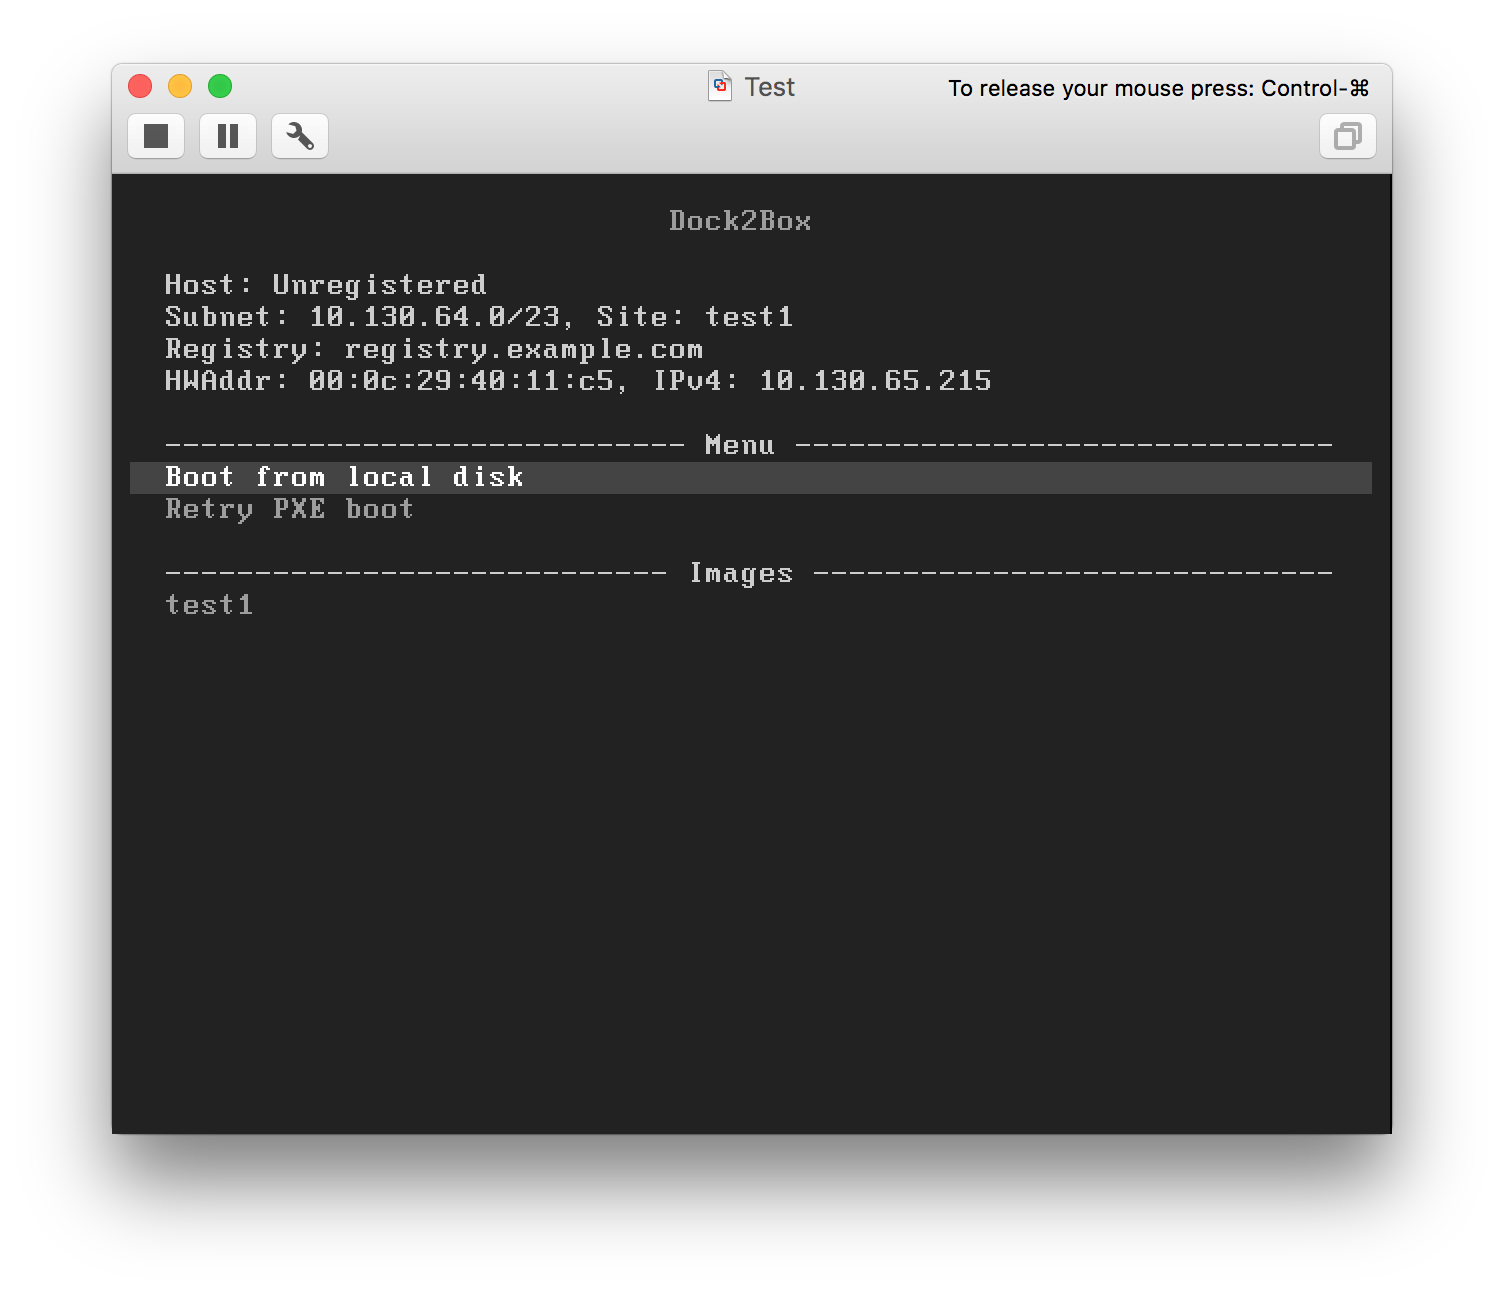 Test
To release your mouse press: Control-⌘
Dock2Box
Host: Unregistered
Subnet: 10.130.64.0/23, Site: test1
Registry: registry.example.com
HWAddr: 00:0c:29:40:11:c5, IPv4: 10.130.65.215
----------------------------- Menu ------------------------------
Boot from local disk
Retry PXE boot
---------------------------- Images -----------------------------
test1